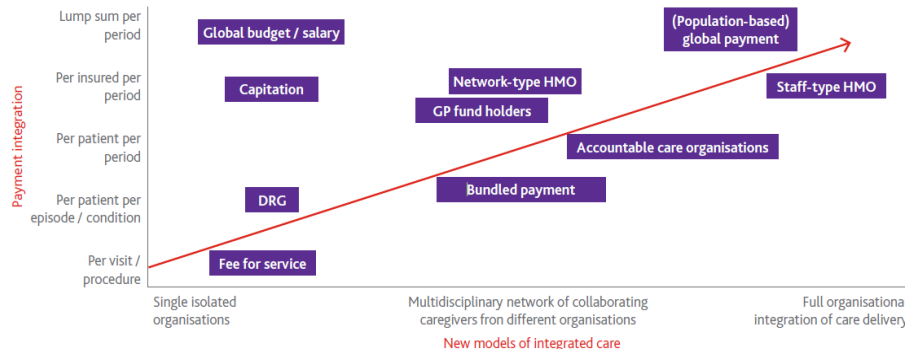 Lump sum per
period
Global budget / salary
(Population-based)
global payment
Per insured per
period
Capitation
Network-type HMO
Staff-type HMO
GP fund holders
Payment integration
Per patient per
period
Accountable care organisations
Per patient per
episode / condition
DRG
Bundled payment
Per visit /
procedure
Fee for service
Single isolated
organisations
Multidisciplinary network of collaborating
caregivers fron different organisations
Full organisationa
integration of care delivery
New models of integrated care